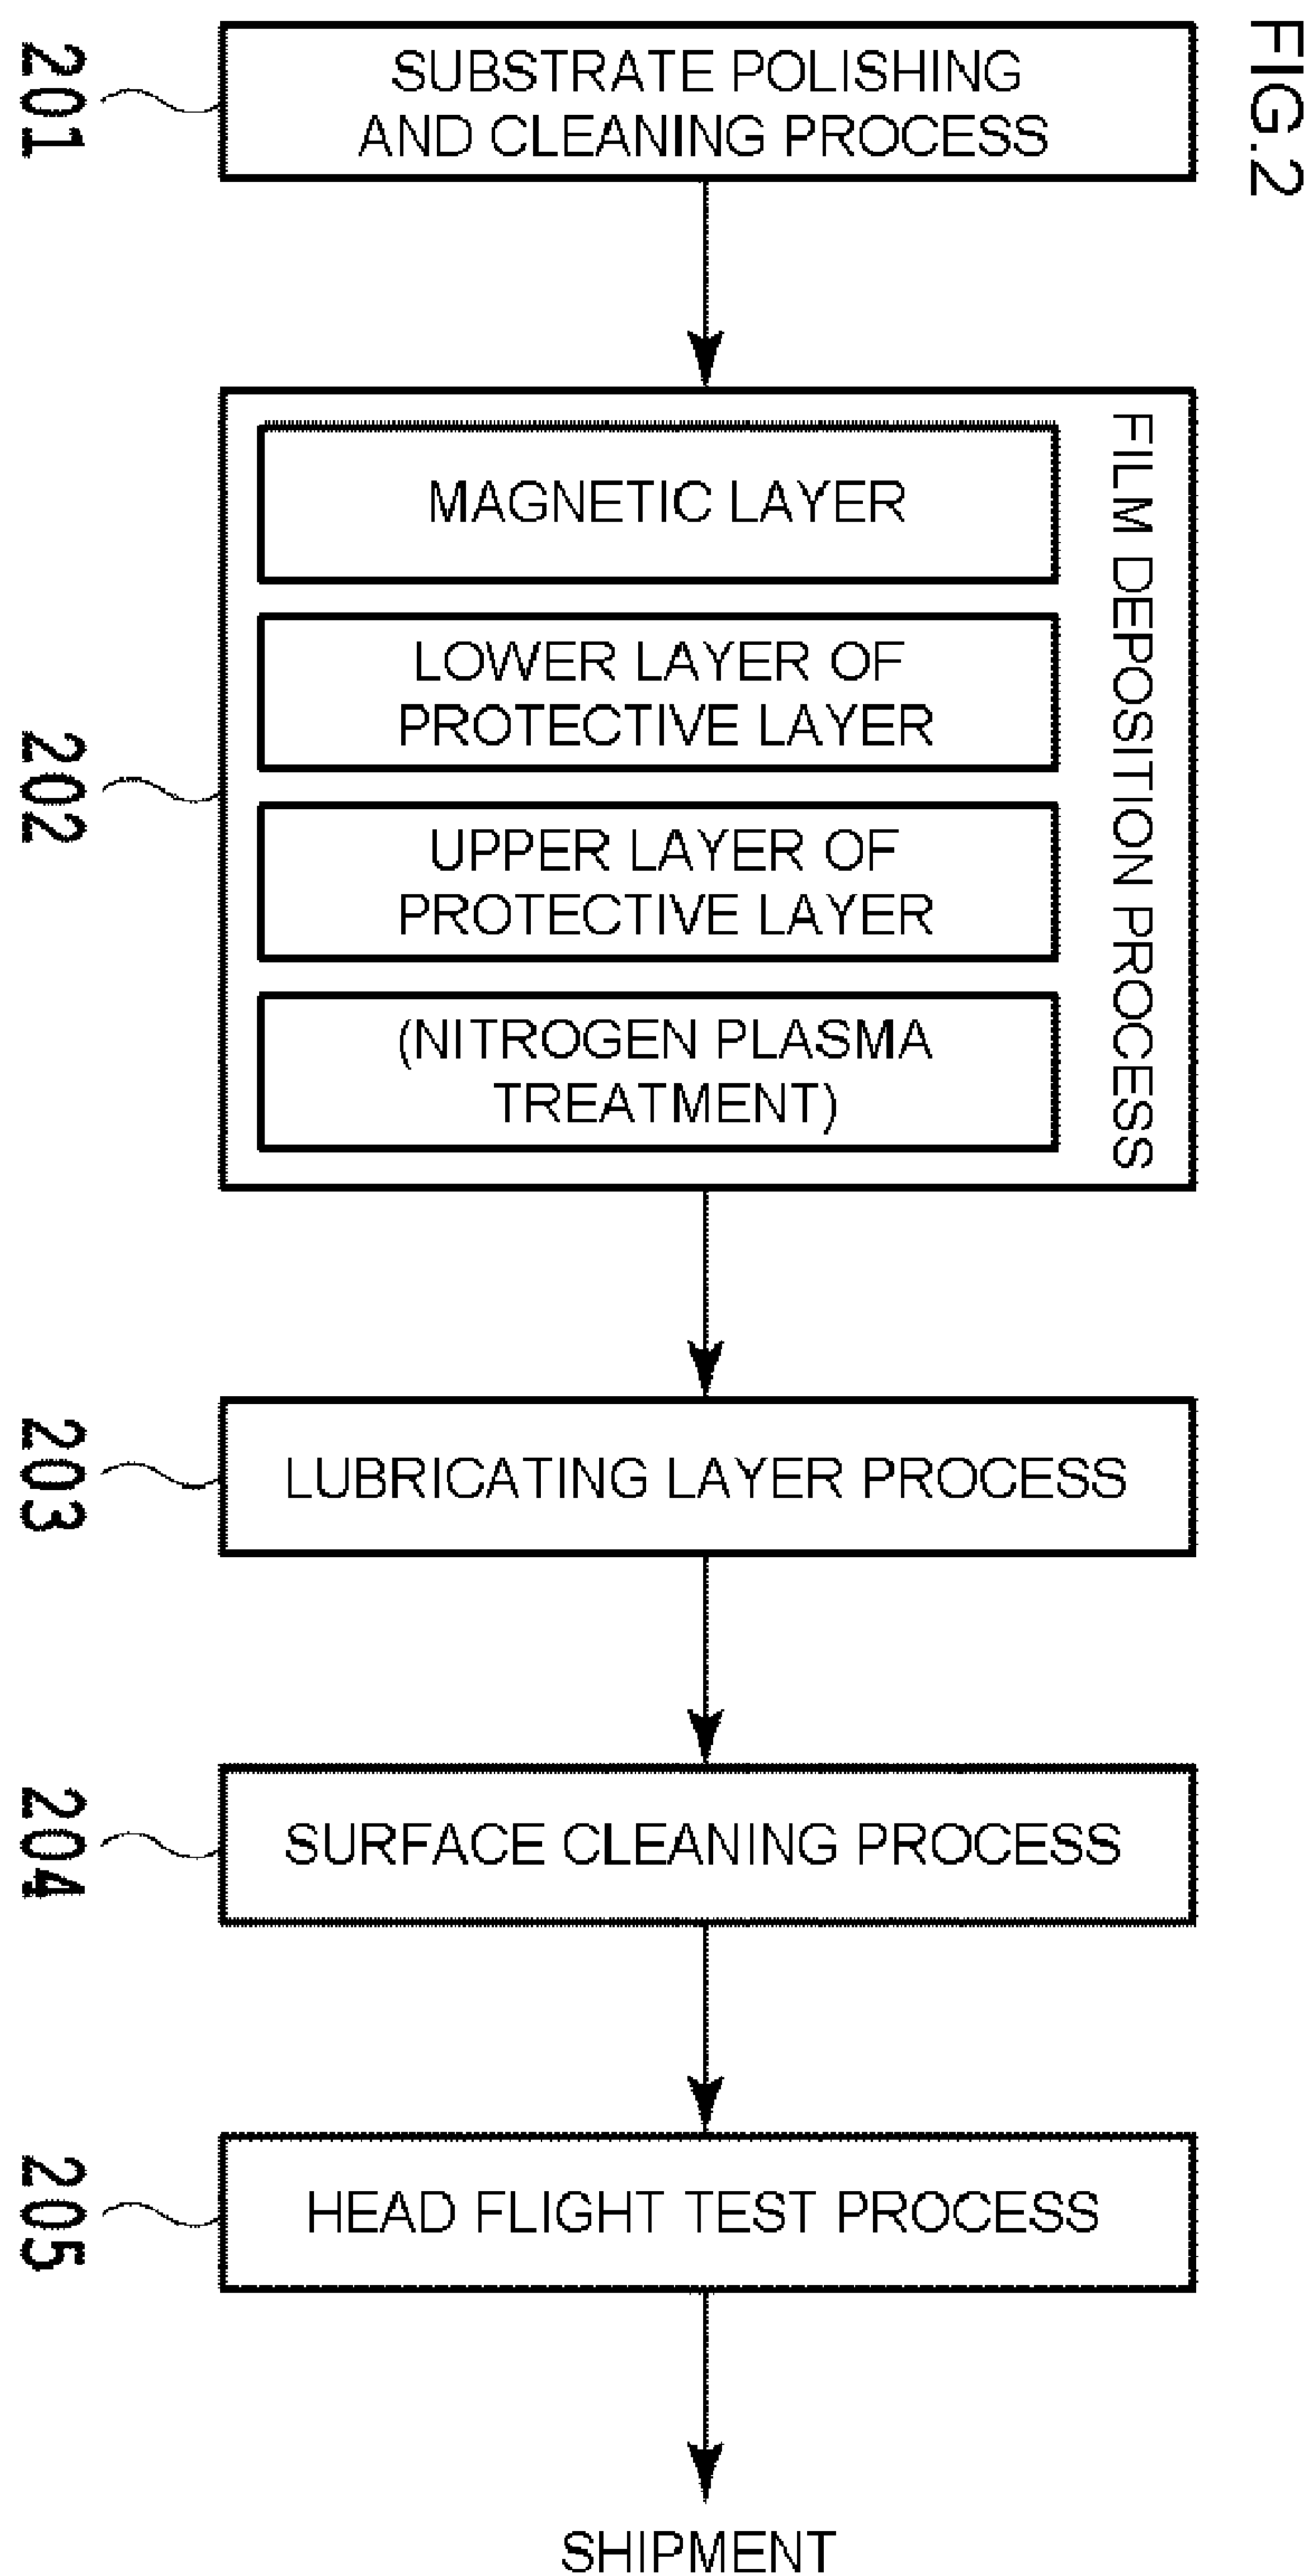 FIG.2
SUBSTRATE POLISHING
AND CLEANING PROCESS
201
FILM DEPOSITION PROCESS
MAGNETIC LAYER
LOWER LAYER OF
PROTECTIVE LAYER
UPPER LAYER OF
PROTECTIVE LAYER
(NITROGEN PLASMA
TREATMENT)
202
LUBRICATING LAYER PROCESS
203
SURFACE CLEANING PROCESS
204
HEAD FLIGHT TEST PROCESS
205
SHIPMENT